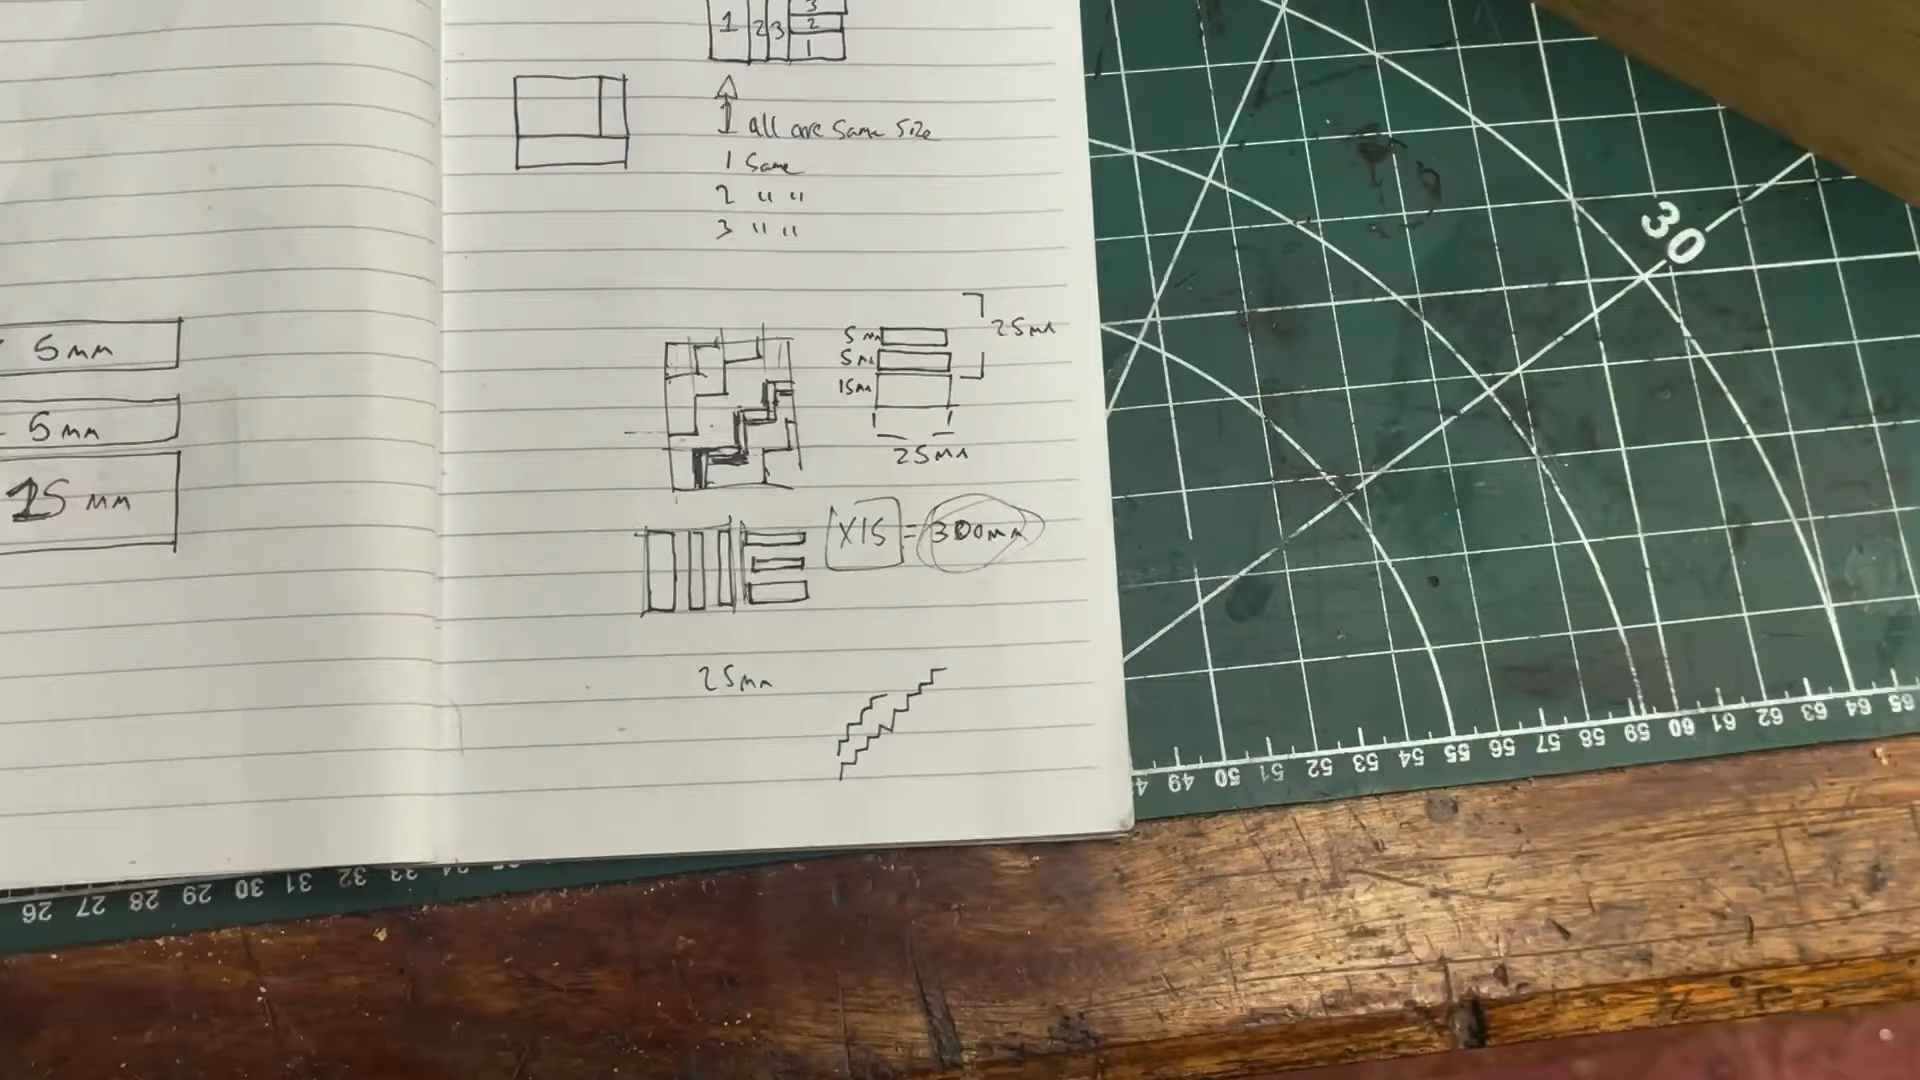 3
1 2 3 2
1
all are same size
1 same
2 " "
3 " "
5mm
5mm
15mm
5mm
5mm
15mm
25mm
25mm
X15 = 300mm
25mm
30
49 50 51 52 53 54 55 56 57 58 59 60 61 62 63 64 65
26 27 28 29 30 31 32 33